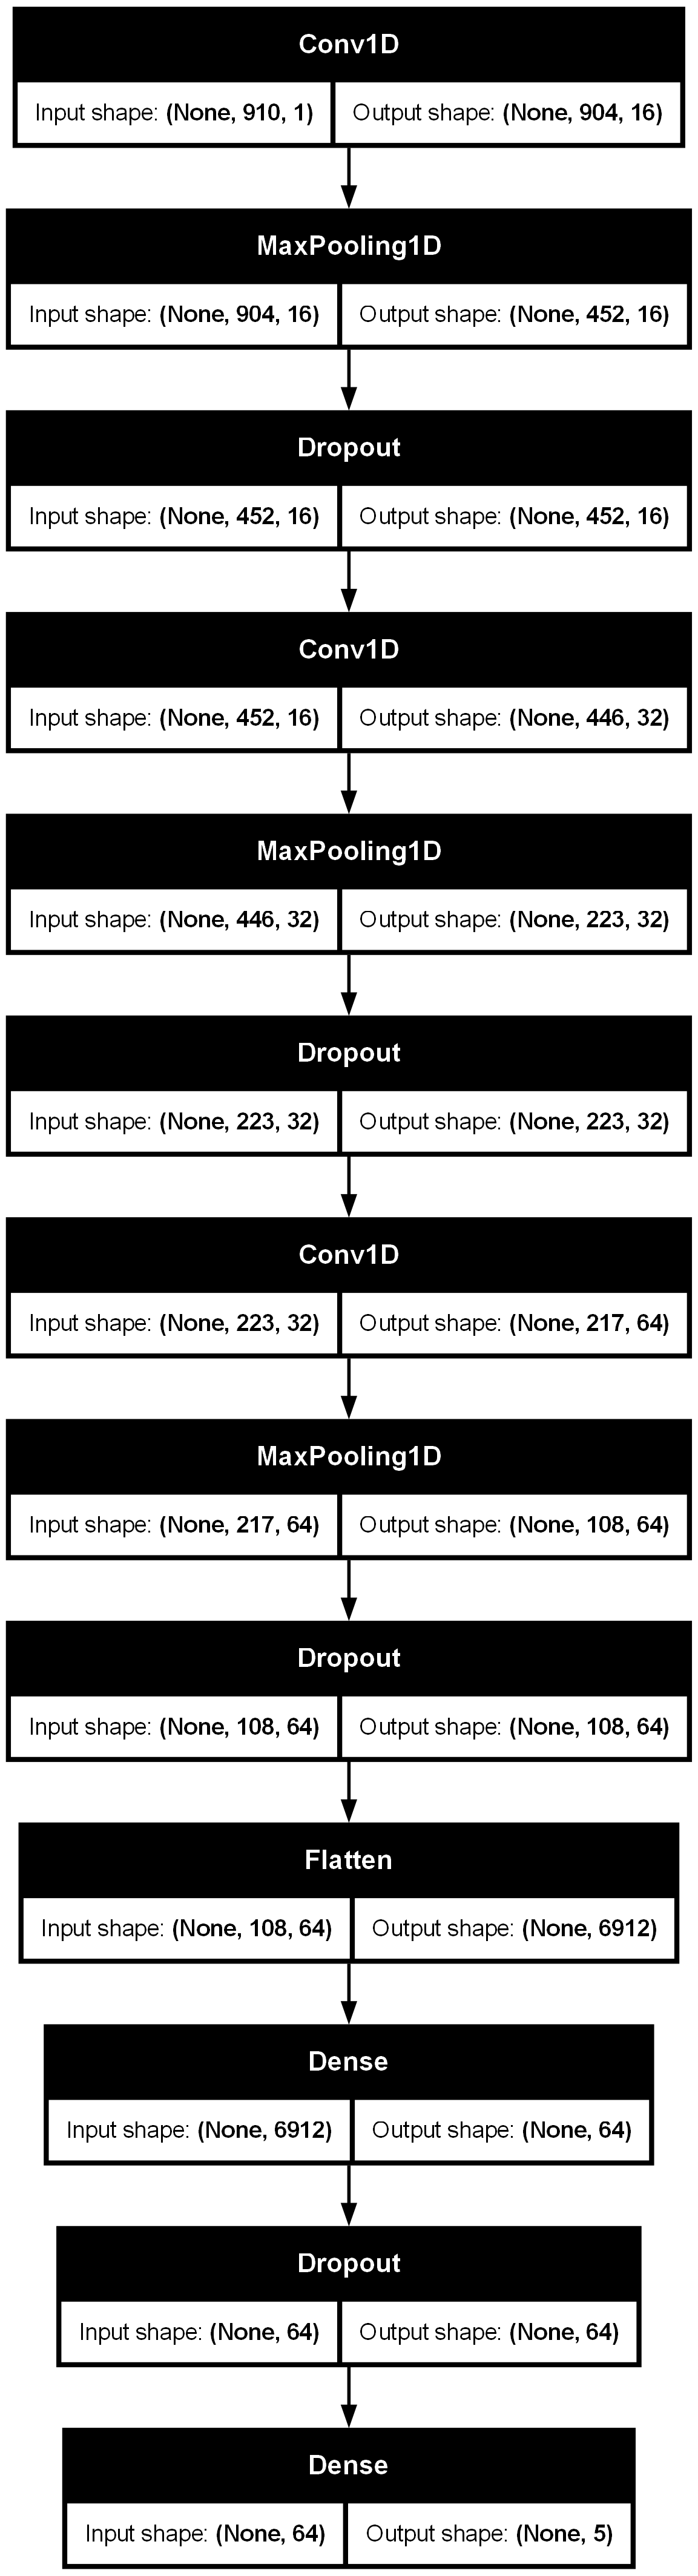 Conv1D
Input shape: (None, 910, 1) Output shape: (None, 904, 16)
MaxPooling1D
Input shape: (None, 904, 16) Output shape: (None, 452, 16)
Dropout
Input shape: (None, 452, 16) Output shape: (None, 452, 16)
Conv1D
Input shape: (None, 452, 16) Output shape: (None, 446, 32)
MaxPooling1D
Input shape: (None, 446, 32) Output shape: (None, 223, 32)
Dropout
Input shape: (None, 223, 32) Output shape: (None, 223, 32)
Conv1D
Input shape: (None, 223, 32) Output shape: (None, 217, 64)
MaxPooling1D
Input shape: (None, 217, 64) Output shape: (None, 108, 64)
Dropout
Input shape: (None, 108, 64) Output shape: (None, 108, 64)
Flatten
Input shape: (None, 108, 64) Output shape: (None, 6912)
Dense
Input shape: (None, 6912) Output shape: (None, 64)
Dropout
Input shape: (None, 64) Output shape: (None, 64)
Dense
Input shape: (None, 64) Output shape: (None, 5)